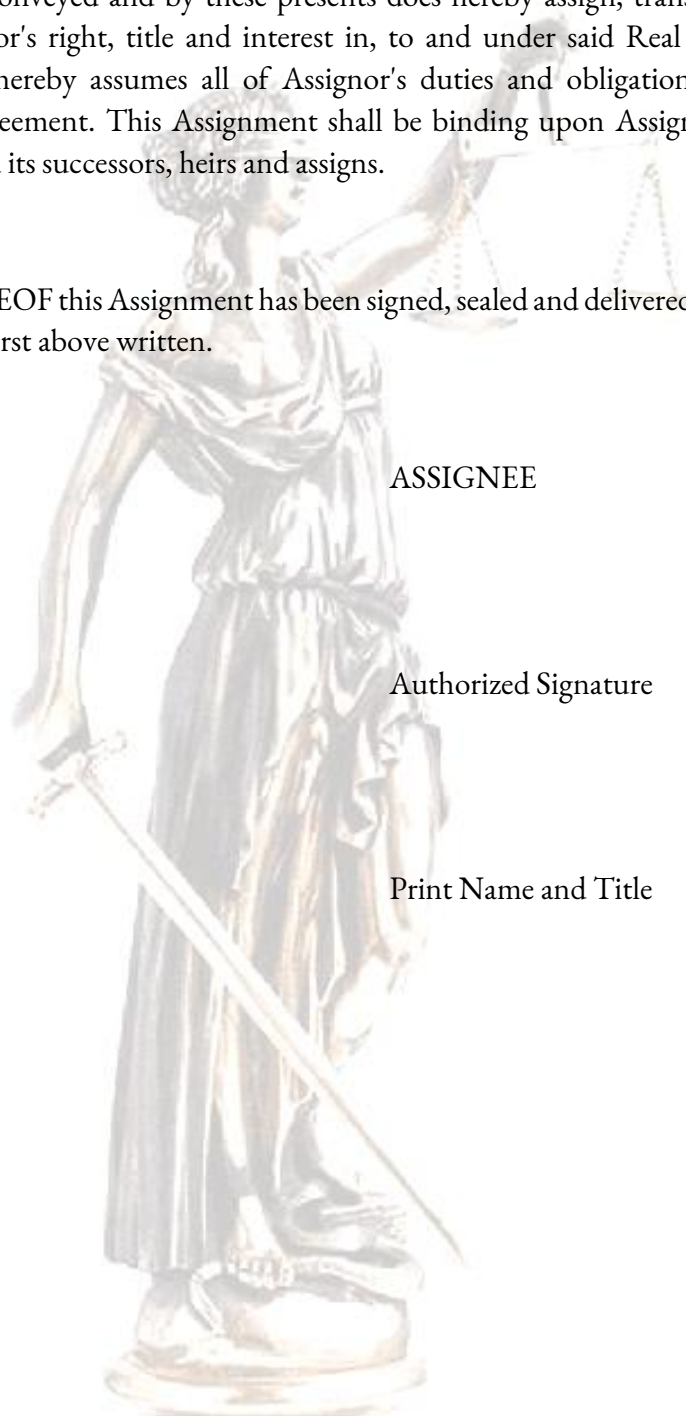 onveyed and by these presents does hereby assign, tran
or's right, title and interest in, to and under said Real
hereby assumes all of Assignor's duties and obligation
eement. This Assignment shall be binding upon Assign
its successors, heirs and assigns.
EOF this Assignment has been signed, sealed and delivered
rst above written.
ASSIGNEE
Authorized Signature
Print Name and Title